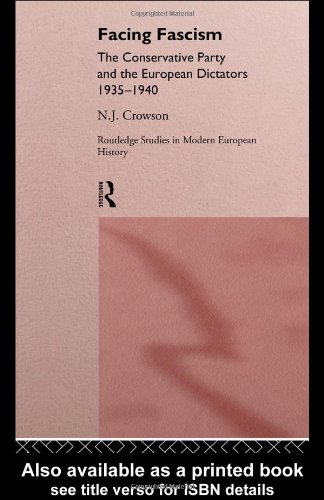 Facing Fascism
The Conservative Party
and the European Dictators
1935–1940
N.J. Crowson
Routledge Studies in Modern European
History
ROUTLEDGE
Also available as a printed book
see title verso for ISBN details